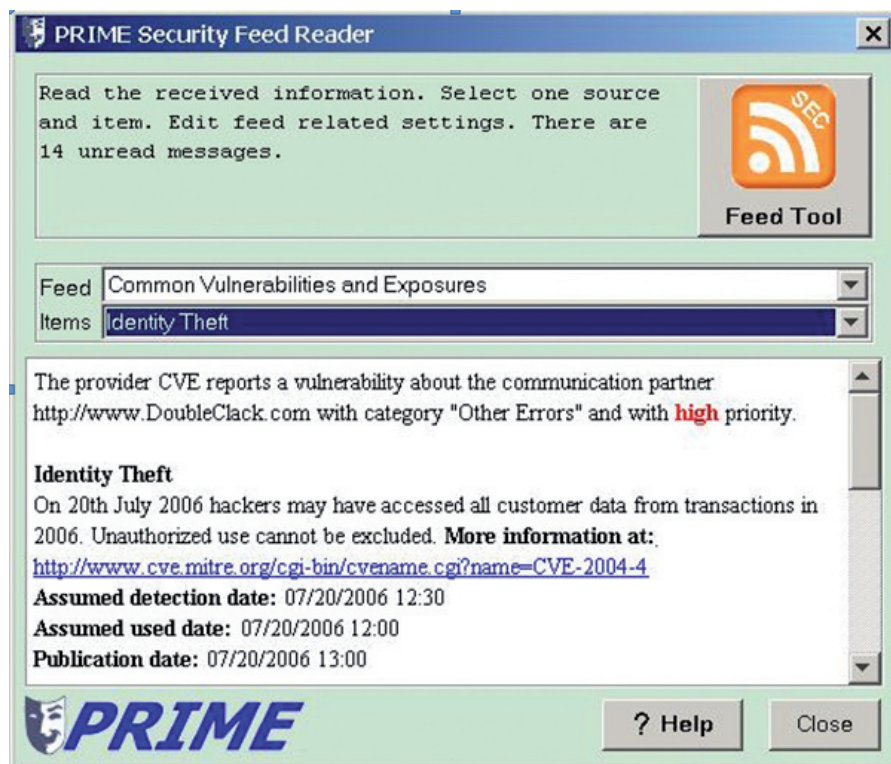 PRIME Security Feed Reader
Read the received information. Select one source
and item. Edit feed related settings. There are
14 unread messages.
SEC
Feed Tool
Feed Common Vulnerabilities and Exposures
Items Identity Theft
The provider CVE reports a vulnerability about the communication partner
http://www.DoubleClack.com with category "Other Errors" and with high priority.
Identity Theft
On 20th July 2006 hackers may have accessed all customer data from transactions in
2006. Unauthorized use cannot be excluded. More information at:
http://www.cve.mitre.org/cgi-bin/cvename.cgi?name=CVE-2004-4
Assumed detection date: 07/20/2006 12:30
Assumed used date: 07/20/2006 12:00
Publication date: 07/20/2006 13:00
PRIME
? Help
Close